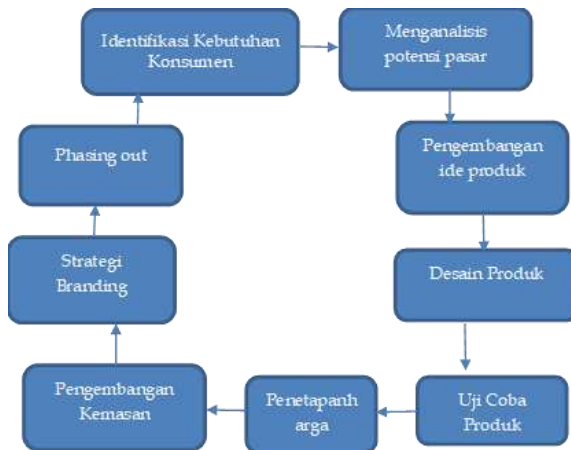 Identifikasi Kebutuhan
Konsumen
Menganalisis
potensi pasar
Pengembangan
ide produk
Desain Produk
Uji Coba
Produk
Penetapanh
arga
Pengembangan
Kemasan
Strategi
Branding
Phasing out